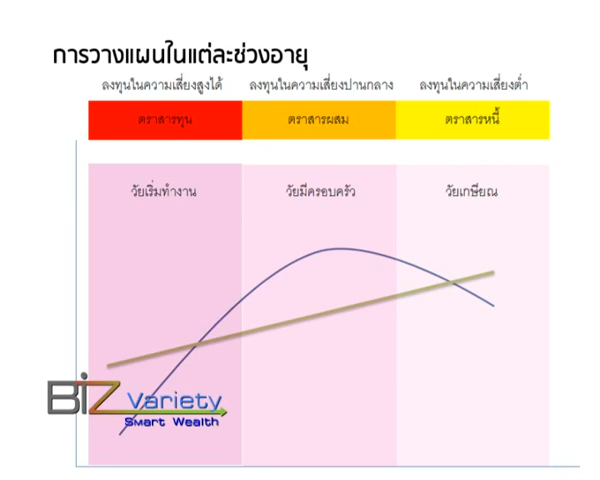 การวางแผนในแต่ละช่วงอายุ
ลงทุนในความเสี่ยงสูงได้ ลงทุนในความเสี่ยงปานกลาง ลงทุนในความเสี่ยงต่ำ
ตราสารทุน ตราสารผสม ตราสารหนี้
วัยเริ่มทำงาน วัยมีครอบครัว วัยเกษียณ
BiZ Variety
Smart Wealth